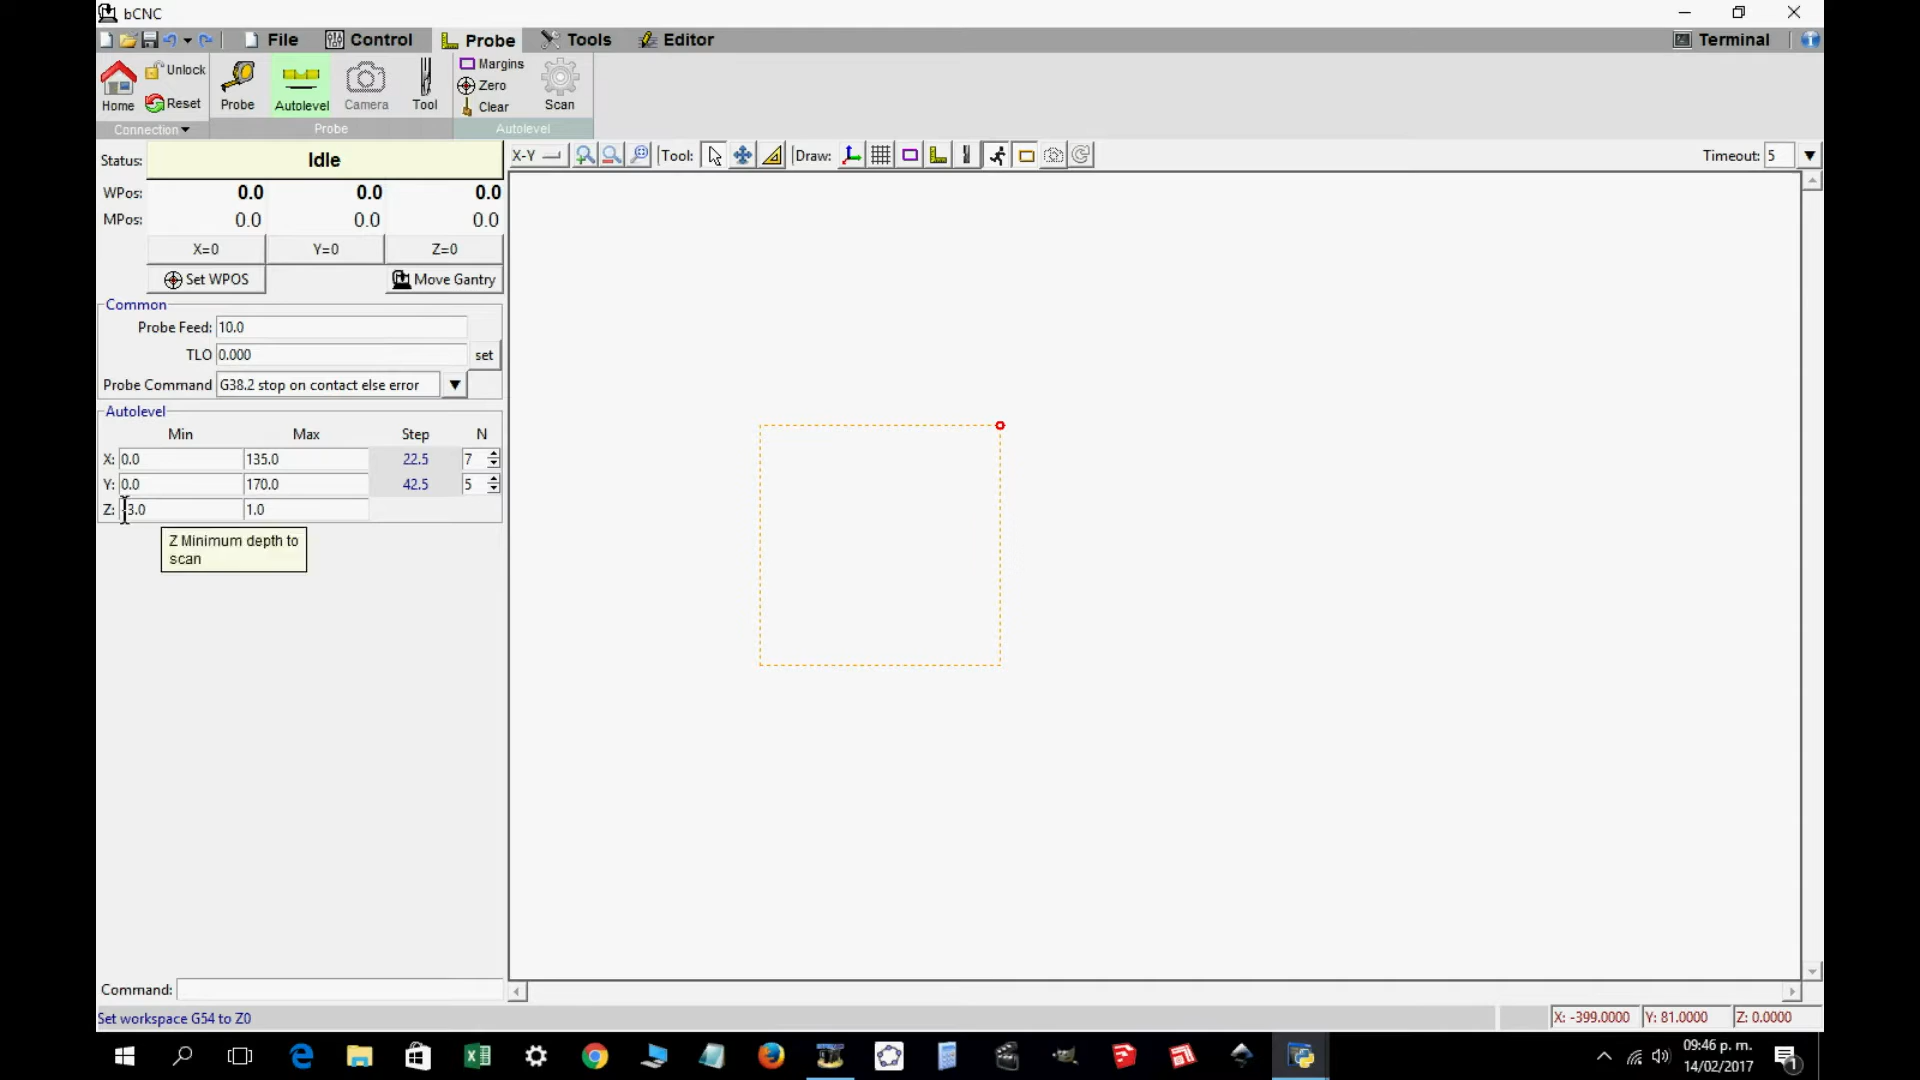 bCNC
File Control Probe Tools Editor Terminal
Home Unlock Reset Probe Autolevel Camera Tool Margins Zero Clear Scan
Connection Probe Autolevel
Status: Idle
X-Y Tool: Draw: Timeout: 5
WPos: 0.0 0.0 0.0
MPos: 0.0 0.0 0.0
X=0 Y=0 Z=0
Set WPOS Move Gantry
Common
Probe Feed: 10.0
TLO 0.000 set
Probe Command G38.2 stop on contact else error
Autolevel
Min Max Step N
X: 0.0 135.0 22.5 7
Y: 0.0 170.0 42.5 5
Z: 3.0 1.0
Z Minimum depth to
scan
Command:
Set workspace G54 to Z0
X: -399.0000 Y: 81.0000 Z: 0.0000
09:46 p. m.
14/02/2017
1